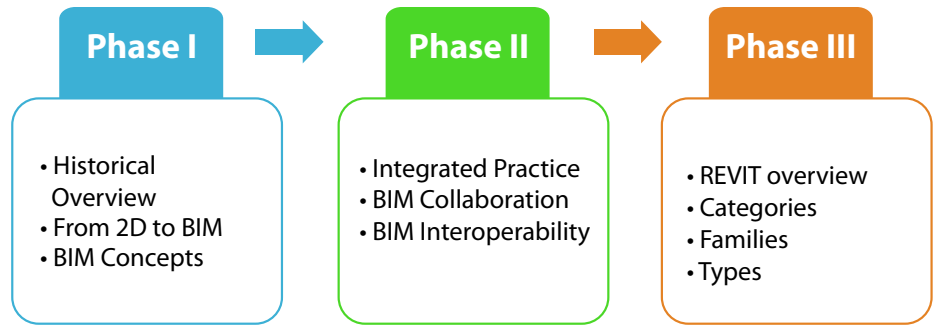 Phase I
• Historical
Overview
• From 2D to BIM
• BIM Concepts
Phase II
• Integrated Practice
• BIM Collaboration
• BIM Interoperability
Phase III
• REVIT overview
• Categories
• Families
• Types